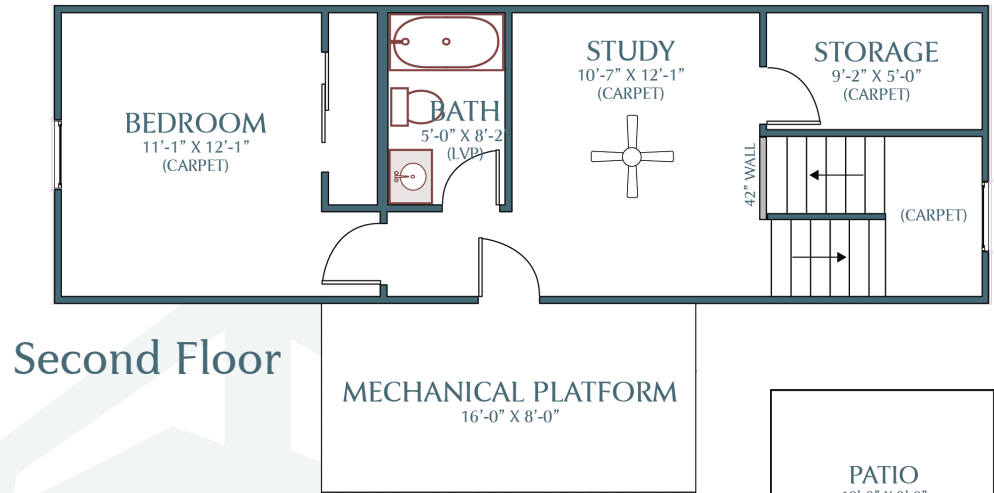 BEDROOM
11'-1" X 12'-1"
(CARPET)
BATH
5'-0" X 8'-2
(LVP)
STUDY
10'-7" X 12'-1"
(CARPET)
STORAGE
9'-2" X 5'-0"
(CARPET)
42" WALL
(CARPET)
Second Floor
MECHANICAL PLATFORM
16'-0" X 8'-0"
PATIO